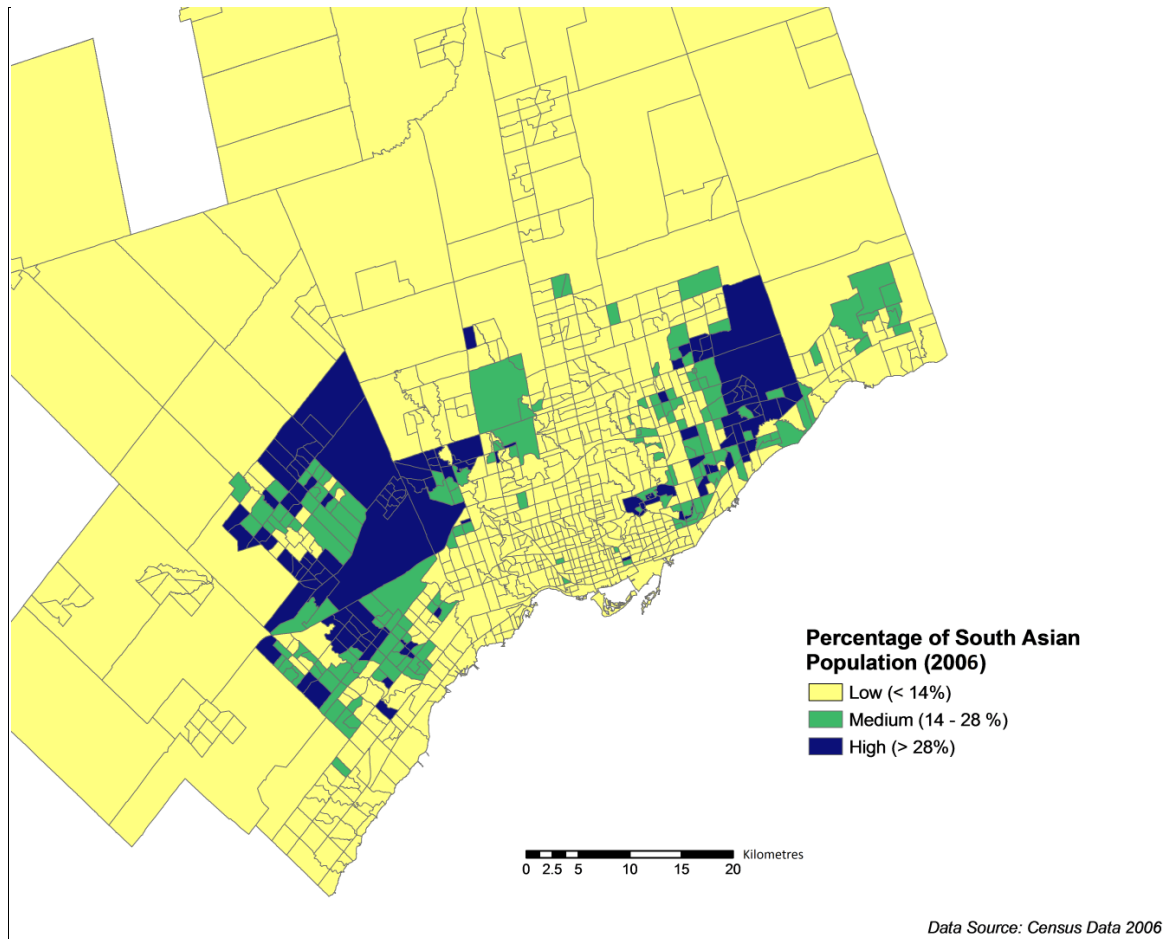 Percentage of South Asian
Population (2006)
Low (< 14%)
Medium (14 - 28 %)
High (> 28%)
Kilometres
0 2.5 5 10 15 20
Data Source: Census Data 2006